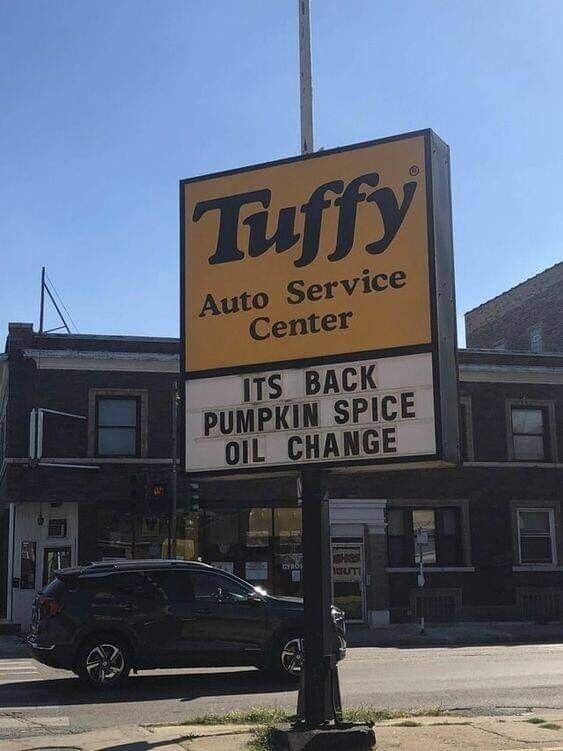 Tuffy®
Auto Service
Center
ITS BACK
PUMPKIN SPICE
OIL CHANGE
GYROS